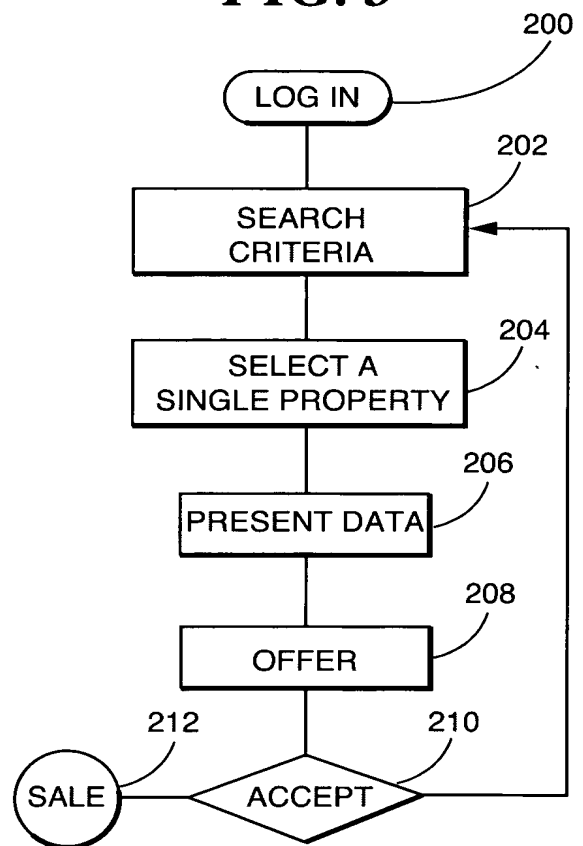 200
LOG IN
202
SEARCH
CRITERIA
204
SELECT A
SINGLE PROPERTY
206
PRESENT DATA
208
OFFER
212
210
SALE
ACCEPT